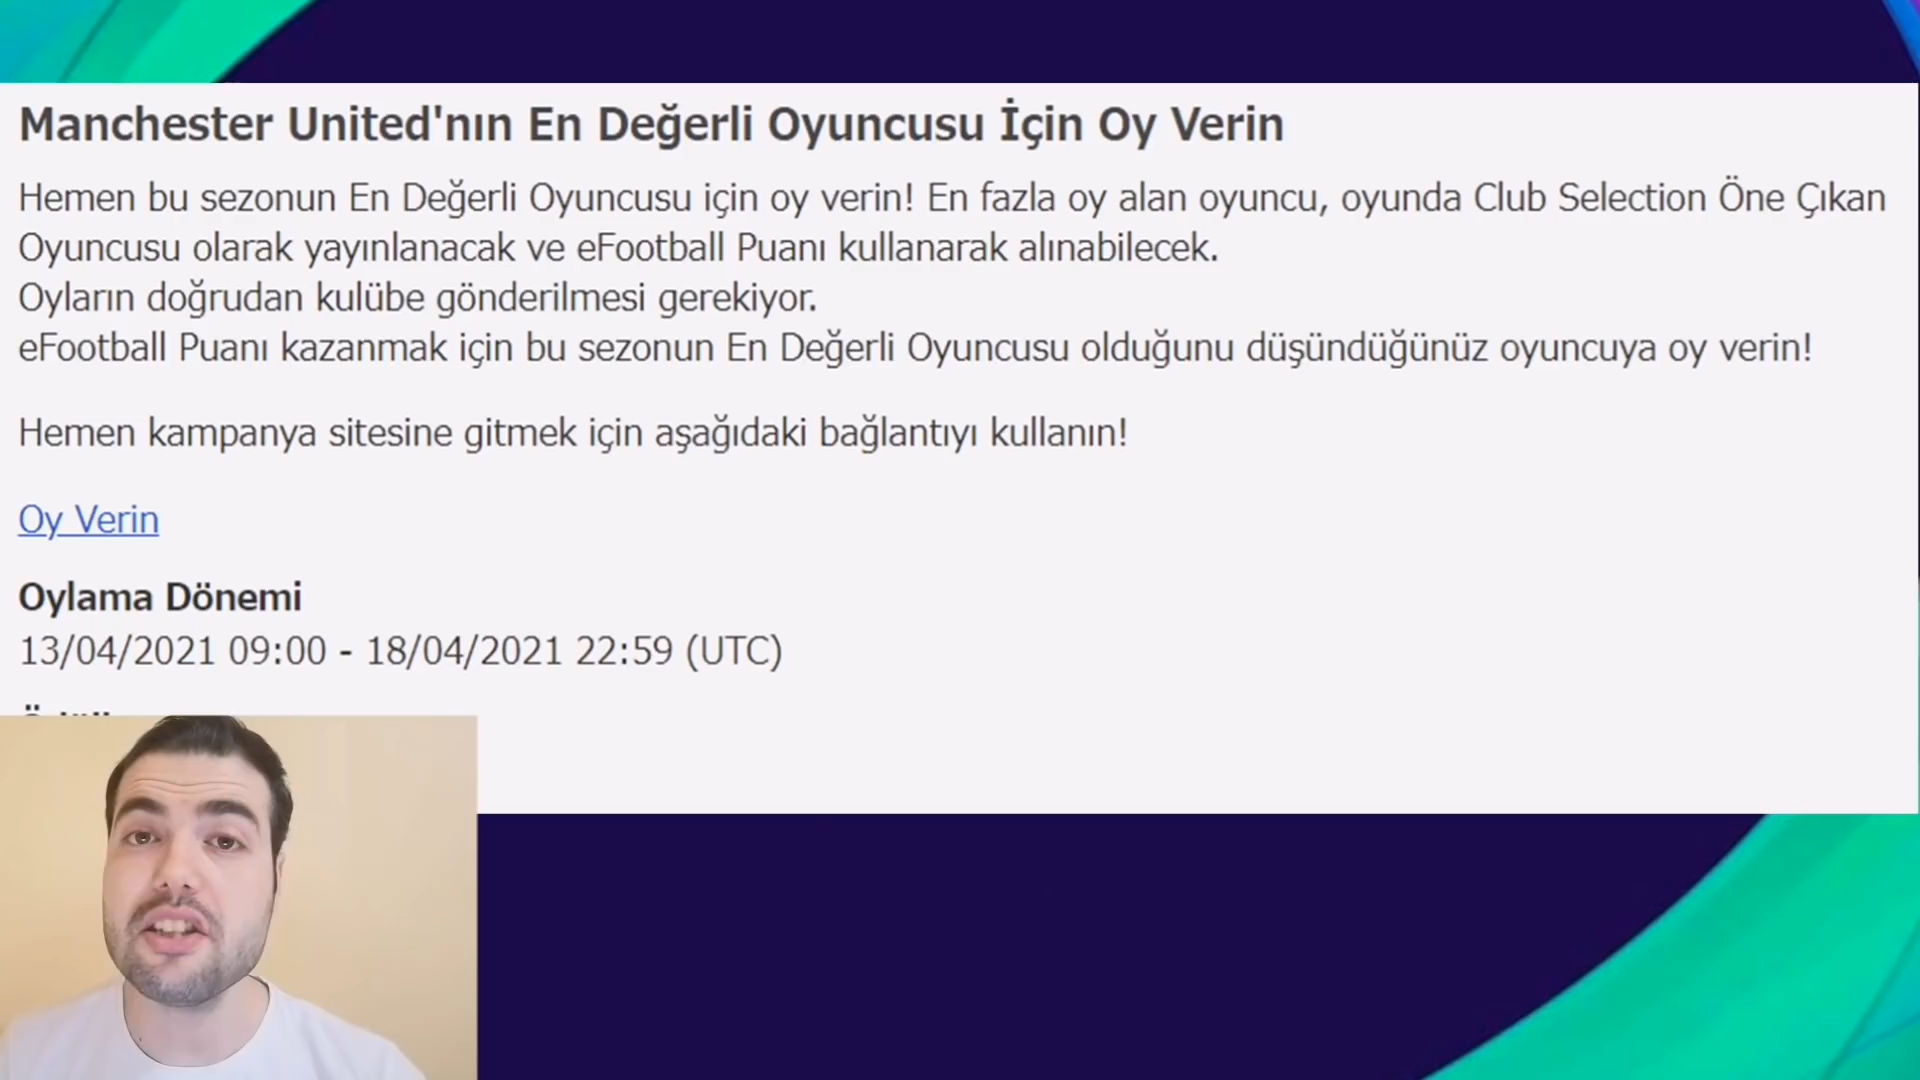 Manchester United'nın En Değerli Oyuncusu İçin Oy Verin
Hemen bu sezonun En Değerli Oyuncusu için oy verin! En fazla oy alan oyuncu, oyunda Club Selection Öne Çıkan
Oyuncusu olarak yayınlanacak ve eFootball Puanı kullanarak alınabilecek.
Oyların doğrudan kulübe gönderilmesi gerekiyor.
eFootball Puanı kazanmak için bu sezonun En Değerli Oyuncusu olduğunu düşündüğünüz oyuncuya oy verin!
Hemen kampanya sitesine gitmek için aşağıdaki bağlantıyı kullanın!
Oy Verin
Oylama Dönemi
13/04/2021 09:00 - 18/04/2021 22:59 (UTC)